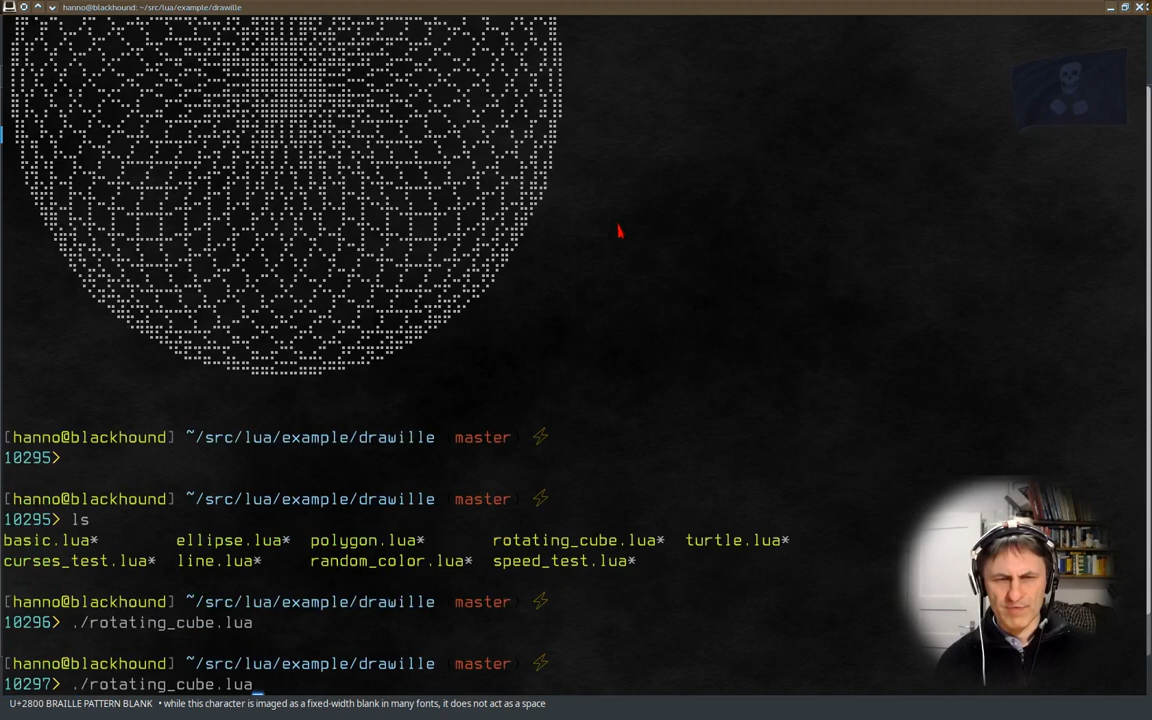 hanno@blackhound: ~/src/lua/example/drawille
[hanno@blackhound] ~/src/lua/example/drawille master ⚡
10295>
[hanno@blackhound] ~/src/lua/example/drawille master ⚡
10295> ls
basic.lua* ellipse.lua* polygon.lua* rotating_cube.lua* turtle.lua*
curses_test.lua* line.lua* random_color.lua* speed_test.lua*
[hanno@blackhound] ~/src/lua/example/drawille master ⚡
10296> ./rotating_cube.lua
[hanno@blackhound] ~/src/lua/example/drawille master ⚡
10297> ./rotating_cube.lua
U+2800 BRAILLE PATTERN BLANK • while this character is imaged as a fixed-width blank in many fonts, it does not act as a space